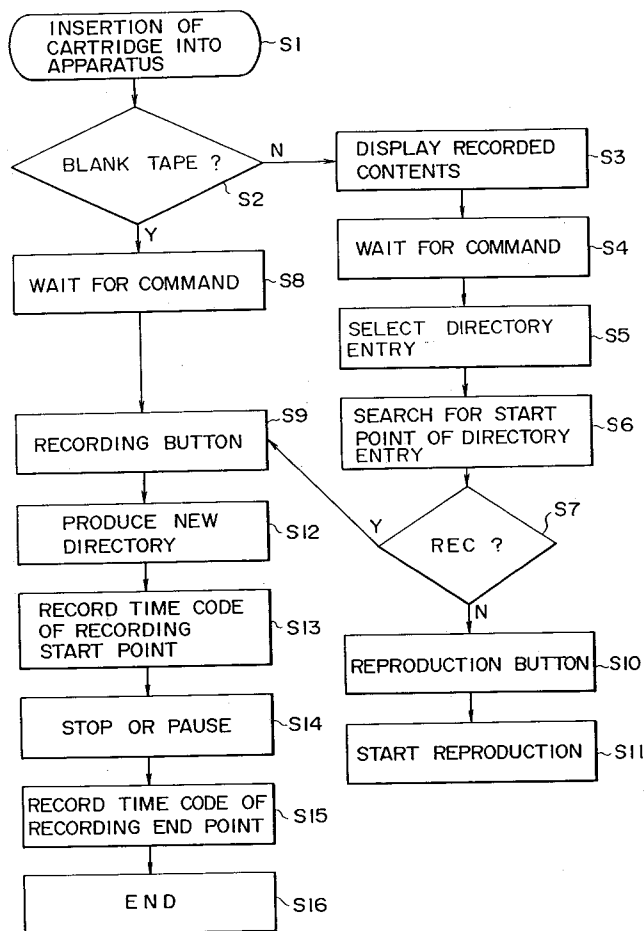 INSERTION OF
CARTRIDGE INTO
APPARATUS
S1
BLANK TAPE ?
S2
N
Y
DISPLAY RECORDED
CONTENTS
S3
WAIT FOR COMMAND
S4
SELECT DIRECTORY
ENTRY
S5
SEARCH FOR START
POINT OF DIRECTORY
ENTRY
S6
REC ?
S7
Y
N
REPRODUCTION BUTTON
S10
START REPRODUCTION
S11
WAIT FOR COMMAND
S8
RECORDING BUTTON
S9
PRODUCE NEW
DIRECTORY
S12
RECORD TIME CODE
OF RECORDING
START POINT
S13
STOP OR PAUSE
S14
RECORD TIME CODE OF
RECORDING END POINT
S15
END
S16